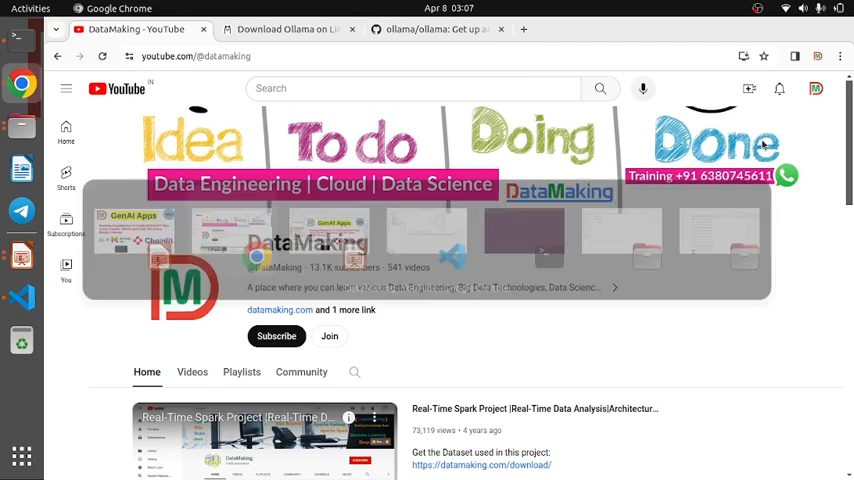 Activities
Google Chrome
Apr 8 03:07
DataMaking - YouTube
Download Ollama on Lin
ollama/ollama: Get up an
youtube.com/@datamaking
YouTube
IN
Search
Home
Shorts
Subscriptions
You
Idea
To do
Doing
Done
Data Engineering | Cloud | Data Science
DataMaking
Training +91 6380745611
GenAI Apps
GenAI Apps
Chainlit
DataMaking
@DataMaking · 13.1K subscribers · 541 videos
A place where you can learn various Data Engineering, Big Data Technologies, Data Scienc...
datamaking.com and 1 more link
Subscribe
Join
Home
Videos
Playlists
Community
Real-Time Spark Project |Real-Time D...
Real-Time Spark Project |Real-Time Data Analysis|Architectur...
73,119 views · 4 years ago
Get the Dataset used in this project:
https://datamaking.com/download/